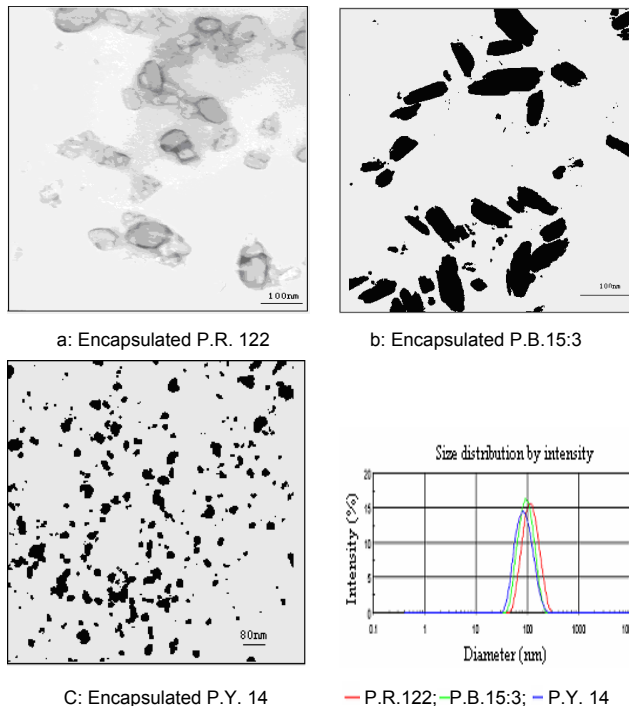 100nm
100nm
a: Encapsulated P.R. 122
b: Encapsulated P.B.15:3
80nm
Size distribution by intensity
20
15
10
5
0
Intensity (%)
0.1 1 10 100 1000
Diameter (nm)
C: Encapsulated P.Y. 14
P.R.122; P.B.15:3; P.Y. 14